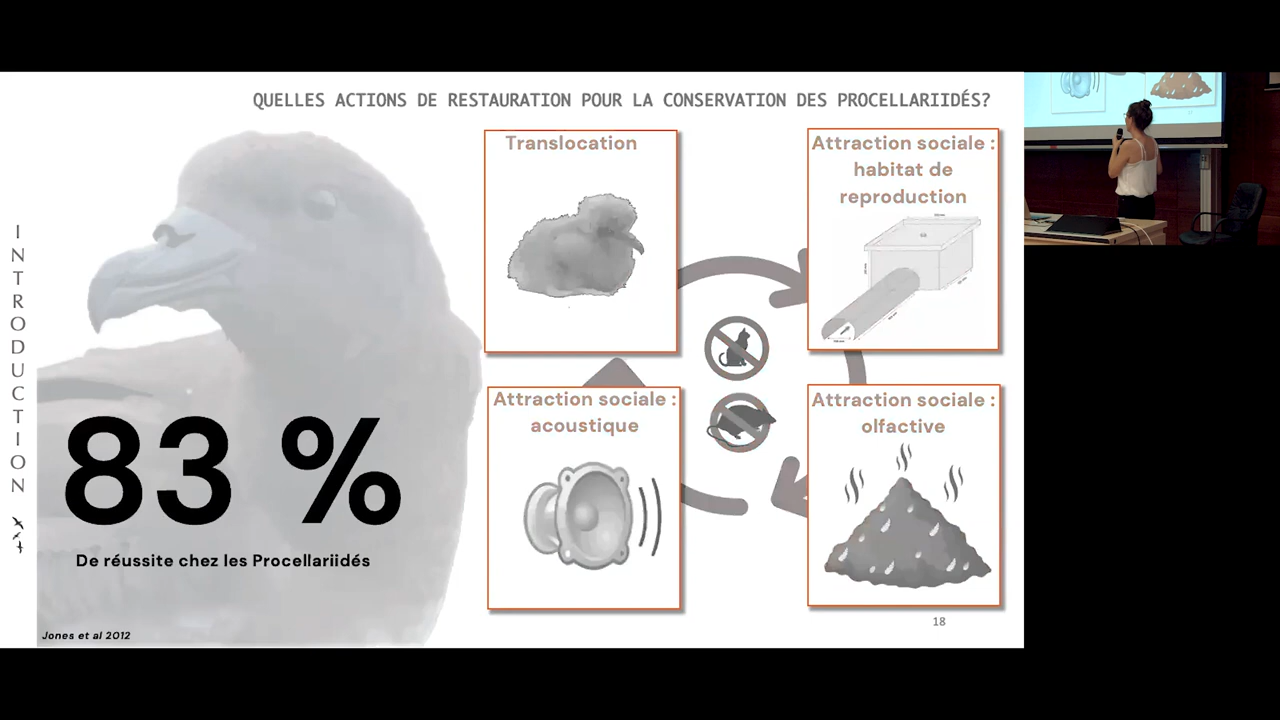 QUELLES ACTIONS DE RESTAURATION POUR LA CONSERVATION DES PROCELLARIIDÉS?
INTRODUCTION
Translocation
Attraction sociale :
habitat de
reproduction
Attraction sociale :
acoustique
Attraction sociale :
olfactive
83 %
De réussite chez les Procellariidés
Jones et al 2012
18